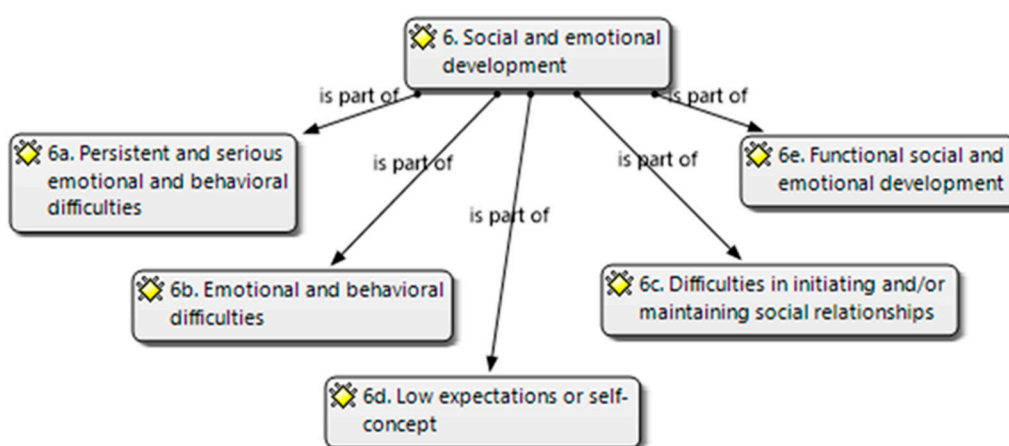 6. Social and emotional
development
is part of
is part of
6a. Persistent and serious
emotional and behavioral
difficulties
is part of
is part of
6e. Functional social and
emotional development
is part of
6b. Emotional and behavioral
difficulties
6c. Difficulties in initiating and/or
maintaining social relationships
6d. Low expectations or self-
concept